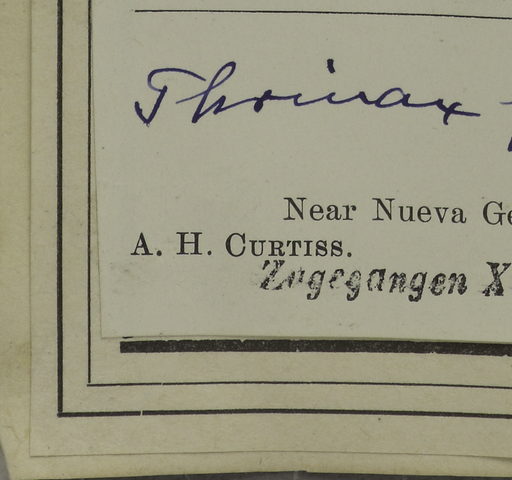 Thrinax
Near Nueva Ge
A. H. CURTISS.
Zugegangen X